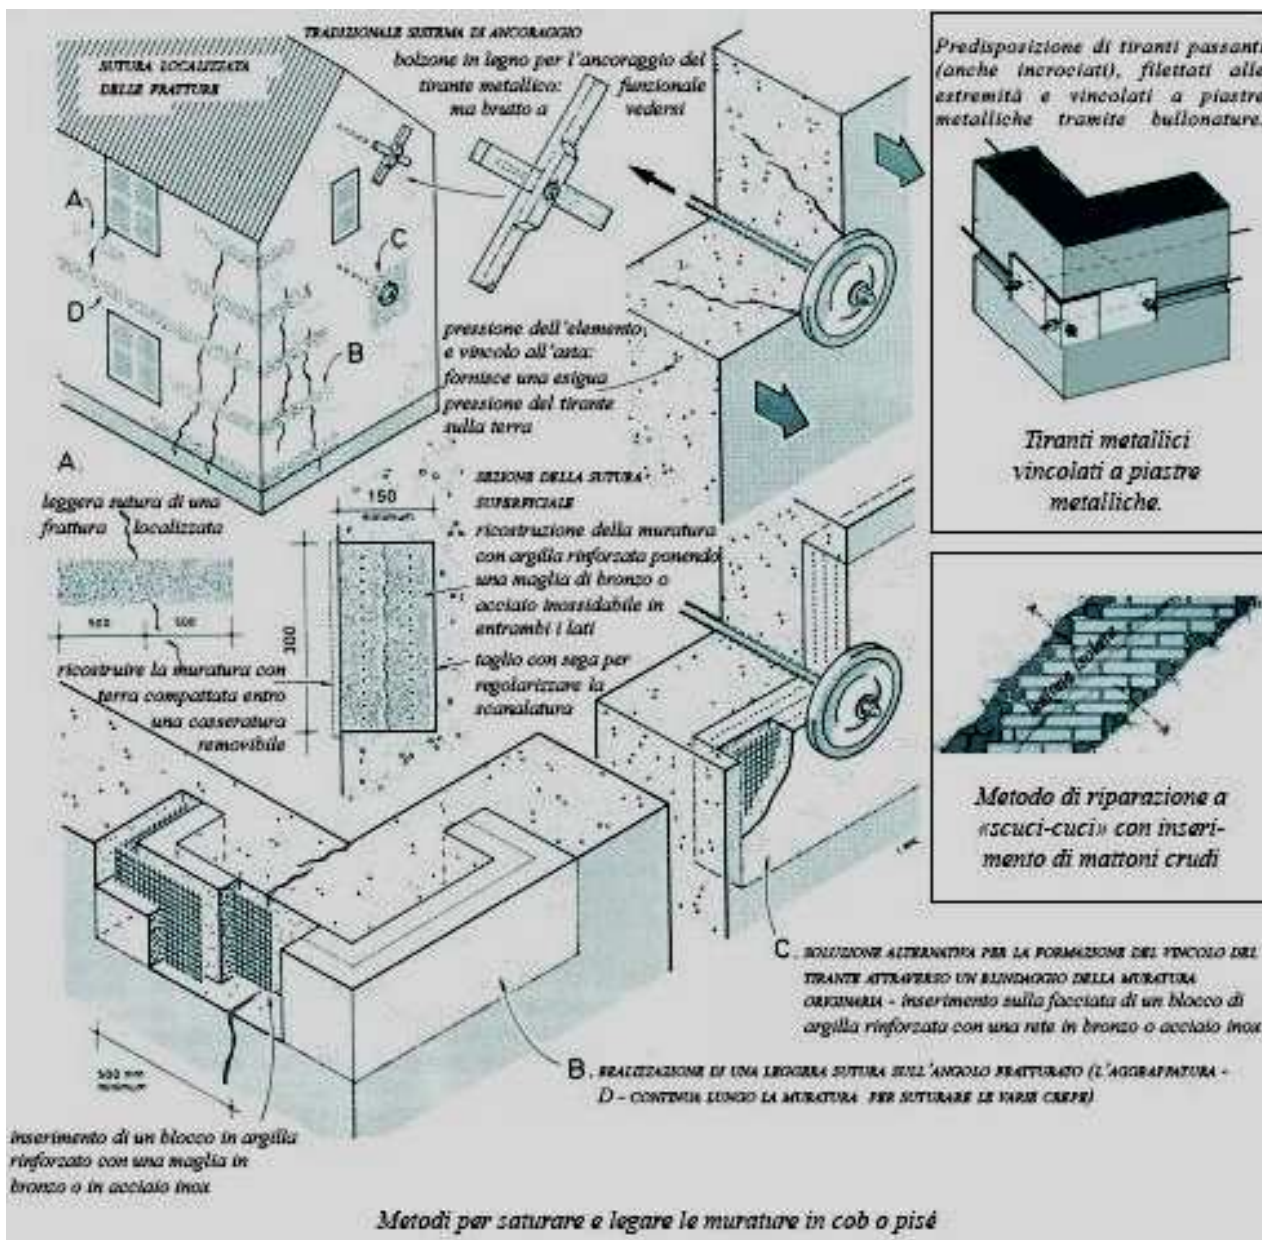 TRADIZIONALE SISTEMA DI ANCORAGGIO
bolzone in legno per l'ancoraggio del
tirante metallico: funzionale
ma brutto a vedersi
SUTURA LOCALIZZATA
DELLE FRATTURE
A
D
C
B
pressione dell'elemento
e vincolo all'asta:
fornisce una esigua
pressione del tirante
sulla terra
Predisposizione di tiranti passanti
(anche incrociati), filettati alle
estremità e vincolati a piastre
metalliche tramite bullonature.
Tiranti metallici
vincolati a piastre
metalliche.
A
leggera sutura di una
frattura localizzata
500 500
ricostruire la muratura con
terra compattata entro
una casseratura
removibile
150
minimum
300
SEZIONE DELLA SUTURA
SUPERFICIALE
ricostruzione della muratura
con argilla rinforzata ponendo
una maglia di bronzo o
acciaio inossidabile in
entrambi i lati
taglio con sega per
regolarizzare la
scanalatura
Metodo di riparazione a
«scuci-cuci» con inseri-
mento di mattoni crudi
C. SOLUZIONE ALTERNATIVA PER LA FORMAZIONE DEL VINCOLO DEL
TIRANTE ATTRAVERSO UN BLINDAGGIO DELLA MURATURA
ORIGINARIA - inserimento sulla facciata di un blocco di
argilla rinforzata con una rete in bronzo o acciaio inox
B. REALIZZAZIONE DI UNA LEGGERA SUTURA SULL'ANGOLO FRATTURATO (L'AGGRAFFATURA -
D - CONTINUA LUNGO LA MURATURA PER SUTURARE LE VARIE CREPE)
500 mm
minimum
inserimento di un blocco in argilla
rinforzato con una maglia in
bronzo o in acciaio inox
Metodi per saturare e legare le murature in cob o pisé